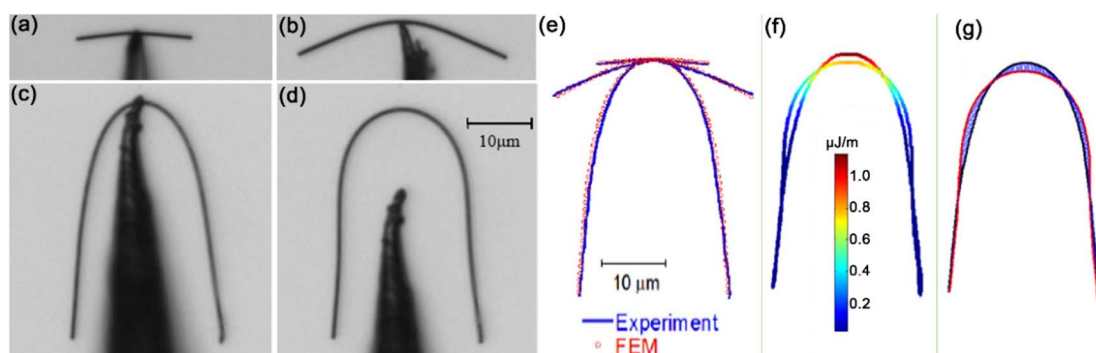 (a)
(b)
(c)
(d)
10μm
(e)
10 μm
Experiment
FEM
(f)
μJ/m
1.0
0.8
0.6
0.4
0.2
(g)